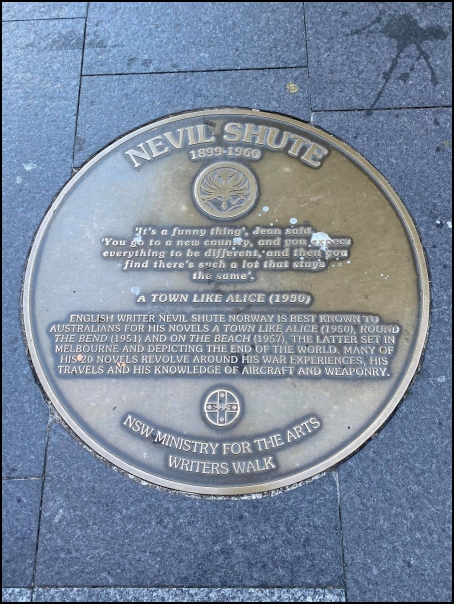 NEVIL SHUTE
1899-1960
'It's a funny thing', Jean said.
'You go to a new country, and you expect
everything to be different, and then you
find there's such a lot that stays
the same'.
A TOWN LIKE ALICE (1950)
ENGLISH WRITER NEVIL SHUTE NORWAY IS BEST KNOWN TO
AUSTRALIANS FOR HIS NOVELS A TOWN LIKE ALICE (1950), ROUND
THE BEND (1951) AND ON THE BEACH (1957), THE LATTER SET IN
MELBOURNE AND DEPICTING THE END OF THE WORLD. MANY OF
HIS 20 NOVELS REVOLVE AROUND HIS WAR EXPERIENCES, HIS
TRAVELS AND HIS KNOWLEDGE OF AIRCRAFT AND WEAPONRY.
NSW MINISTRY FOR THE ARTS
WRITERS WALK